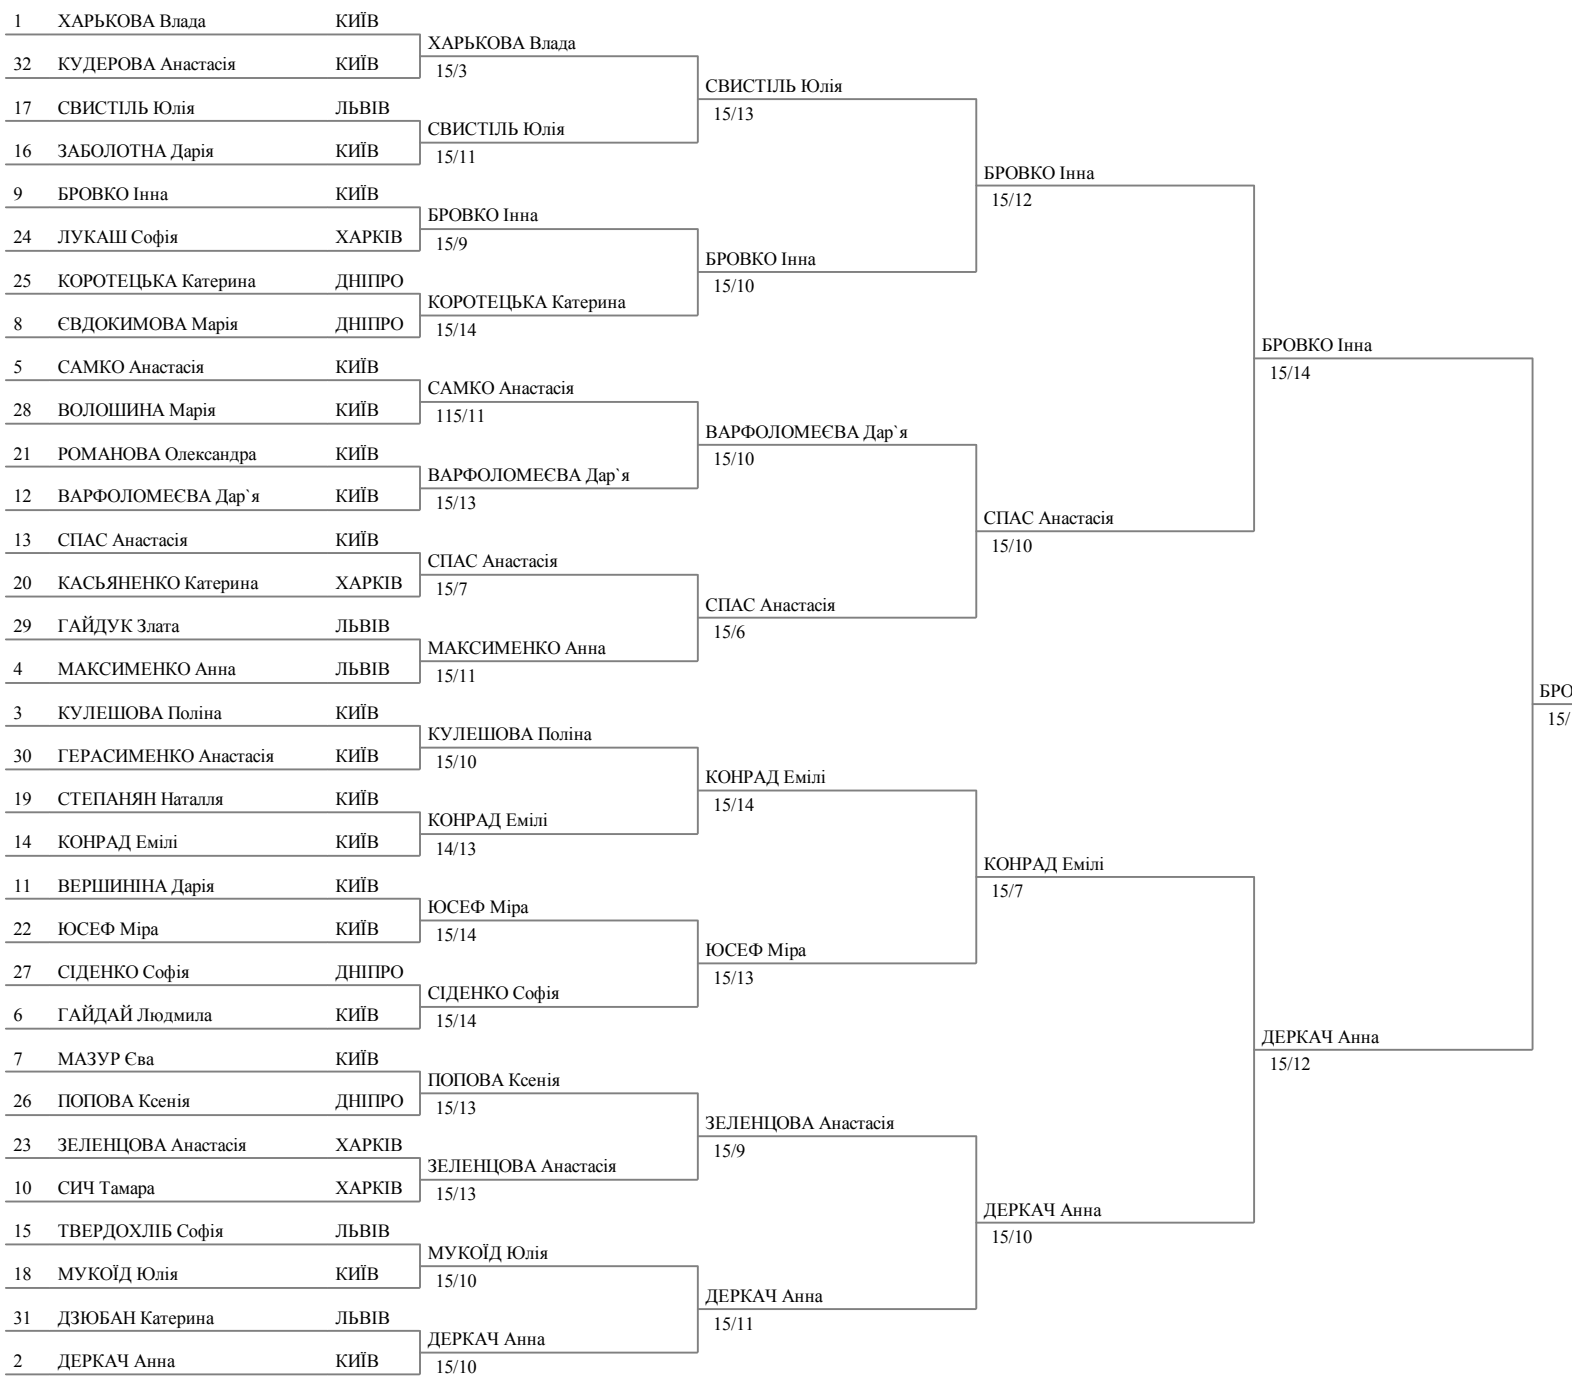 1 ХАРЬКОВА Влада КИЇВ
ХАРЬКОВА Влада
32 КУДЕРОВА Анастасія КИЇВ
15/3
СВИСТІЛЬ Юлія
17 СВИСТІЛЬ Юлія ЛЬВІВ
15/13
СВИСТІЛЬ Юлія
16 ЗАБОЛОТНА Дарія КИЇВ
15/11
БРОВКО Інна
9 БРОВКО Інна КИЇВ
15/12
БРОВКО Інна
24 ЛУКАШ Софія ХАРКІВ
15/9
БРОВКО Інна
25 КОРОТЕЦЬКА Катерина ДНІПРО
15/10
КОРОТЕЦЬКА Катерина
8 ЄВДОКИМОВА Марія ДНІПРО
15/14
БРОВКО Інна
5 САМКО Анастасія КИЇВ
15/14
САМКО Анастасія
28 ВОЛОШИНА Марія КИЇВ
115/11
ВАРФОЛОМЕЄВА Дар`я
21 РОМАНОВА Олександра КИЇВ
15/10
ВАРФОЛОМЕЄВА Дар`я
12 ВАРФОЛОМЕЄВА Дар`я КИЇВ
15/13
СПАС Анастасія
13 СПАС Анастасія КИЇВ
15/10
СПАС Анастасія
20 КАСЬЯНЕНКО Катерина ХАРКІВ
15/7
СПАС Анастасія
29 ГАЙДУК Злата ЛЬВІВ
15/6
МАКСИМЕНКО Анна
4 МАКСИМЕНКО Анна ЛЬВІВ
15/11
БРО
3 КУЛЕШОВА Поліна КИЇВ
15/
КУЛЕШОВА Поліна
30 ГЕРАСИМЕНКО Анастасія КИЇВ
15/10
КОНРАД Емілі
19 СТЕПАНЯН Наталля КИЇВ
15/14
КОНРАД Емілі
14 КОНРАД Емілі КИЇВ
14/13
КОНРАД Емілі
11 ВЕРШИНІНА Дарія КИЇВ
15/7
ЮСЕФ Міра
22 ЮСЕФ Міра КИЇВ
15/14
ЮСЕФ Міра
27 СІДЕНКО Софія ДНІПРО
15/13
СІДЕНКО Софія
6 ГАЙДАЙ Людмила КИЇВ
15/14
ДЕРКАЧ Анна
7 МАЗУР Єва КИЇВ
15/12
ПОПОВА Ксенія
26 ПОПОВА Ксенія ДНІПРО
15/13
ЗЕЛЕНЦОВА Анастасія
23 ЗЕЛЕНЦОВА Анастасія ХАРКІВ
15/9
ЗЕЛЕНЦОВА Анастасія
10 СИЧ Тамара ХАРКІВ
15/13
ДЕРКАЧ Анна
15 ТВЕРДОХЛІБ Софія ЛЬВІВ
15/10
МУКОЇД Юлія
18 МУКОЇД Юлія КИЇВ
15/10
ДЕРКАЧ Анна
31 ДЗЮБАН Катерина ЛЬВІВ
15/11
ДЕРКАЧ Анна
2 ДЕРКАЧ Анна КИЇВ
15/10